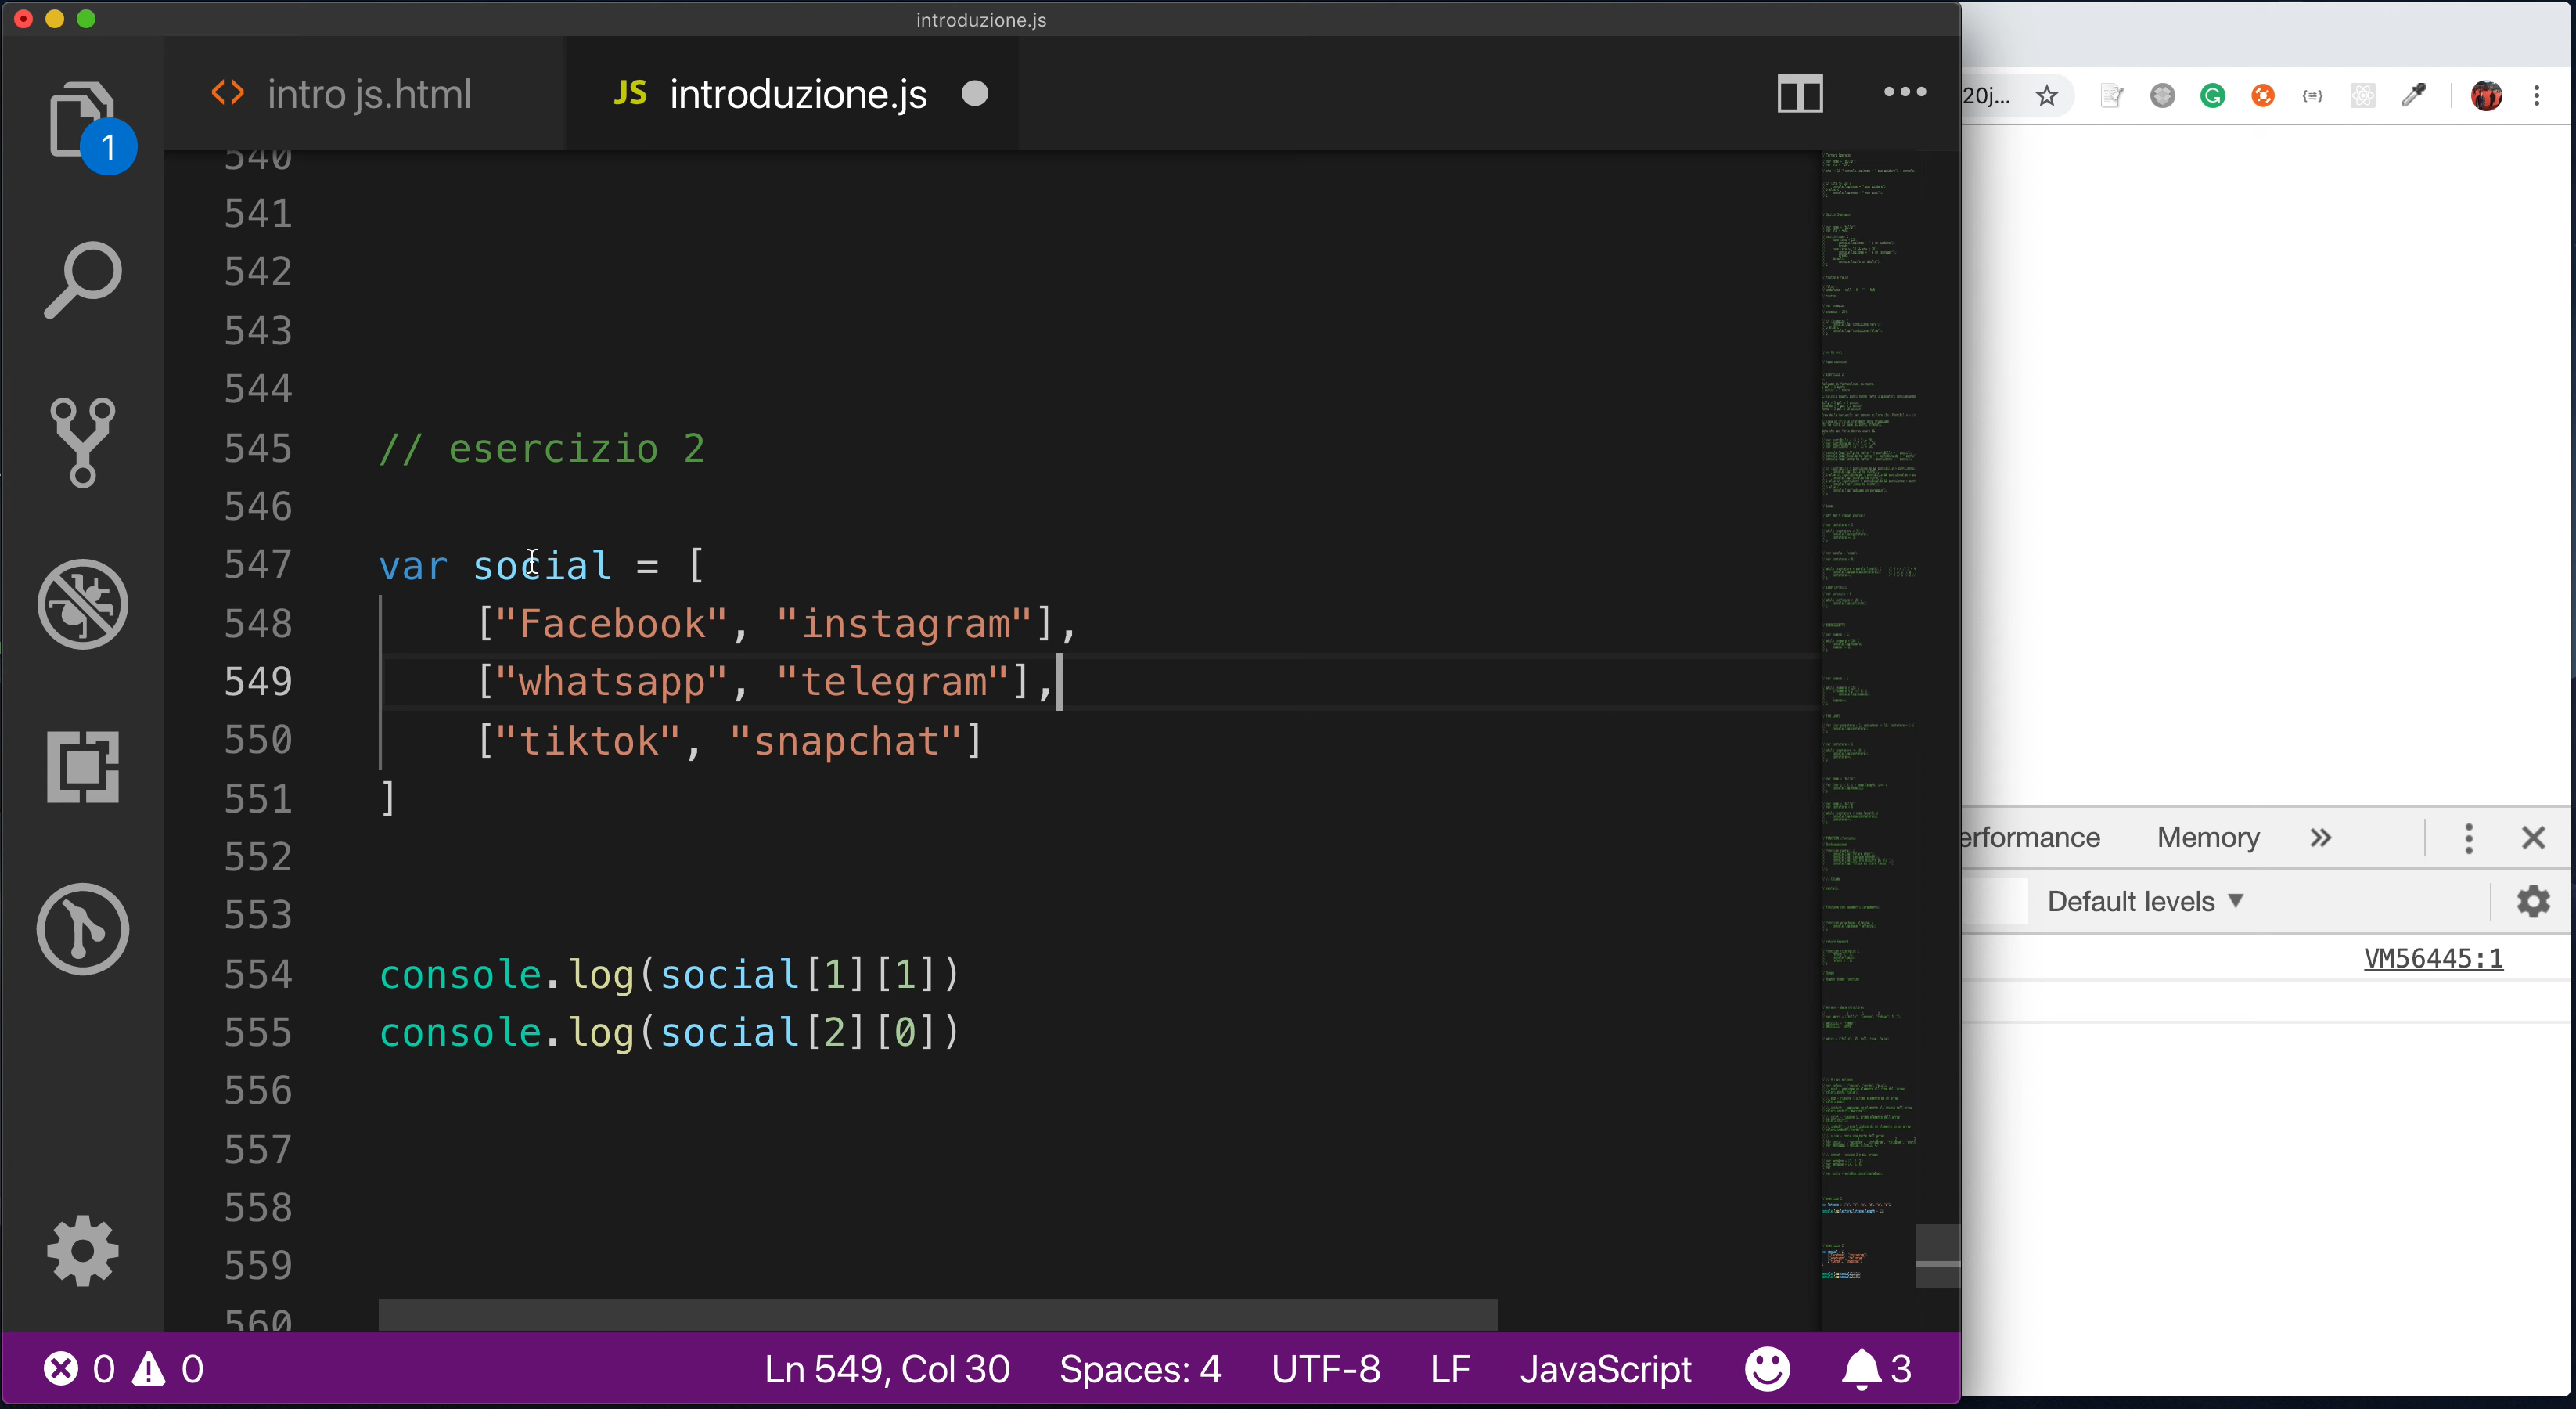 introduzione.js
intro js.html
JS introduzione.js
20j...
1
540
541
542
543
544
545 // esercizio 2
546
547 var social = [
548 ["Facebook", "instagram"],
549 ["whatsapp", "telegram"],
550 ["tiktok", "snapchat"]
551 ]
552
553
554 console.log(social[1][1])
555 console.log(social[2][0])
556
557
558
559
560
erformance Memory
Default levels
VM56445:1
0 0 Ln 549, Col 30 Spaces: 4 UTF-8 LF JavaScript 3